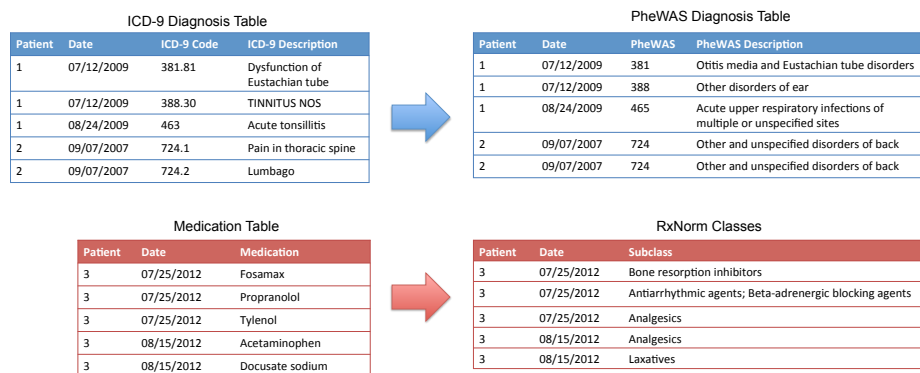 ICD-9 Diagnosis Table
Patient Date ICD-9 Code ICD-9 Description
1 07/12/2009 381.81 Dysfunction of
Eustachian tube
1 07/12/2009 388.30 TINNITUS NOS
1 08/24/2009 463 Acute tonsillitis
2 09/07/2007 724.1 Pain in thoracic spine
2 09/07/2007 724.2 Lumbago
PheWAS Diagnosis Table
Patient Date PheWAS PheWAS Description
1 07/12/2009 381 Otitis media and Eustachian tube disorders
1 07/12/2009 388 Other disorders of ear
1 08/24/2009 465 Acute upper respiratory infections of
multiple or unspecified sites
2 09/07/2007 724 Other and unspecified disorders of back
2 09/07/2007 724 Other and unspecified disorders of back
Medication Table
Patient Date Medication
3 07/25/2012 Fosamax
3 07/25/2012 Propranolol
3 07/25/2012 Tylenol
3 08/15/2012 Acetaminophen
3 08/15/2012 Docusate sodium
RxNorm Classes
Patient Date Subclass
3 07/25/2012 Bone resorption inhibitors
3 07/25/2012 Antiarrhythmic agents; Beta-adrenergic blocking agents
3 07/25/2012 Analgesics
3 08/15/2012 Analgesics
3 08/15/2012 Laxatives